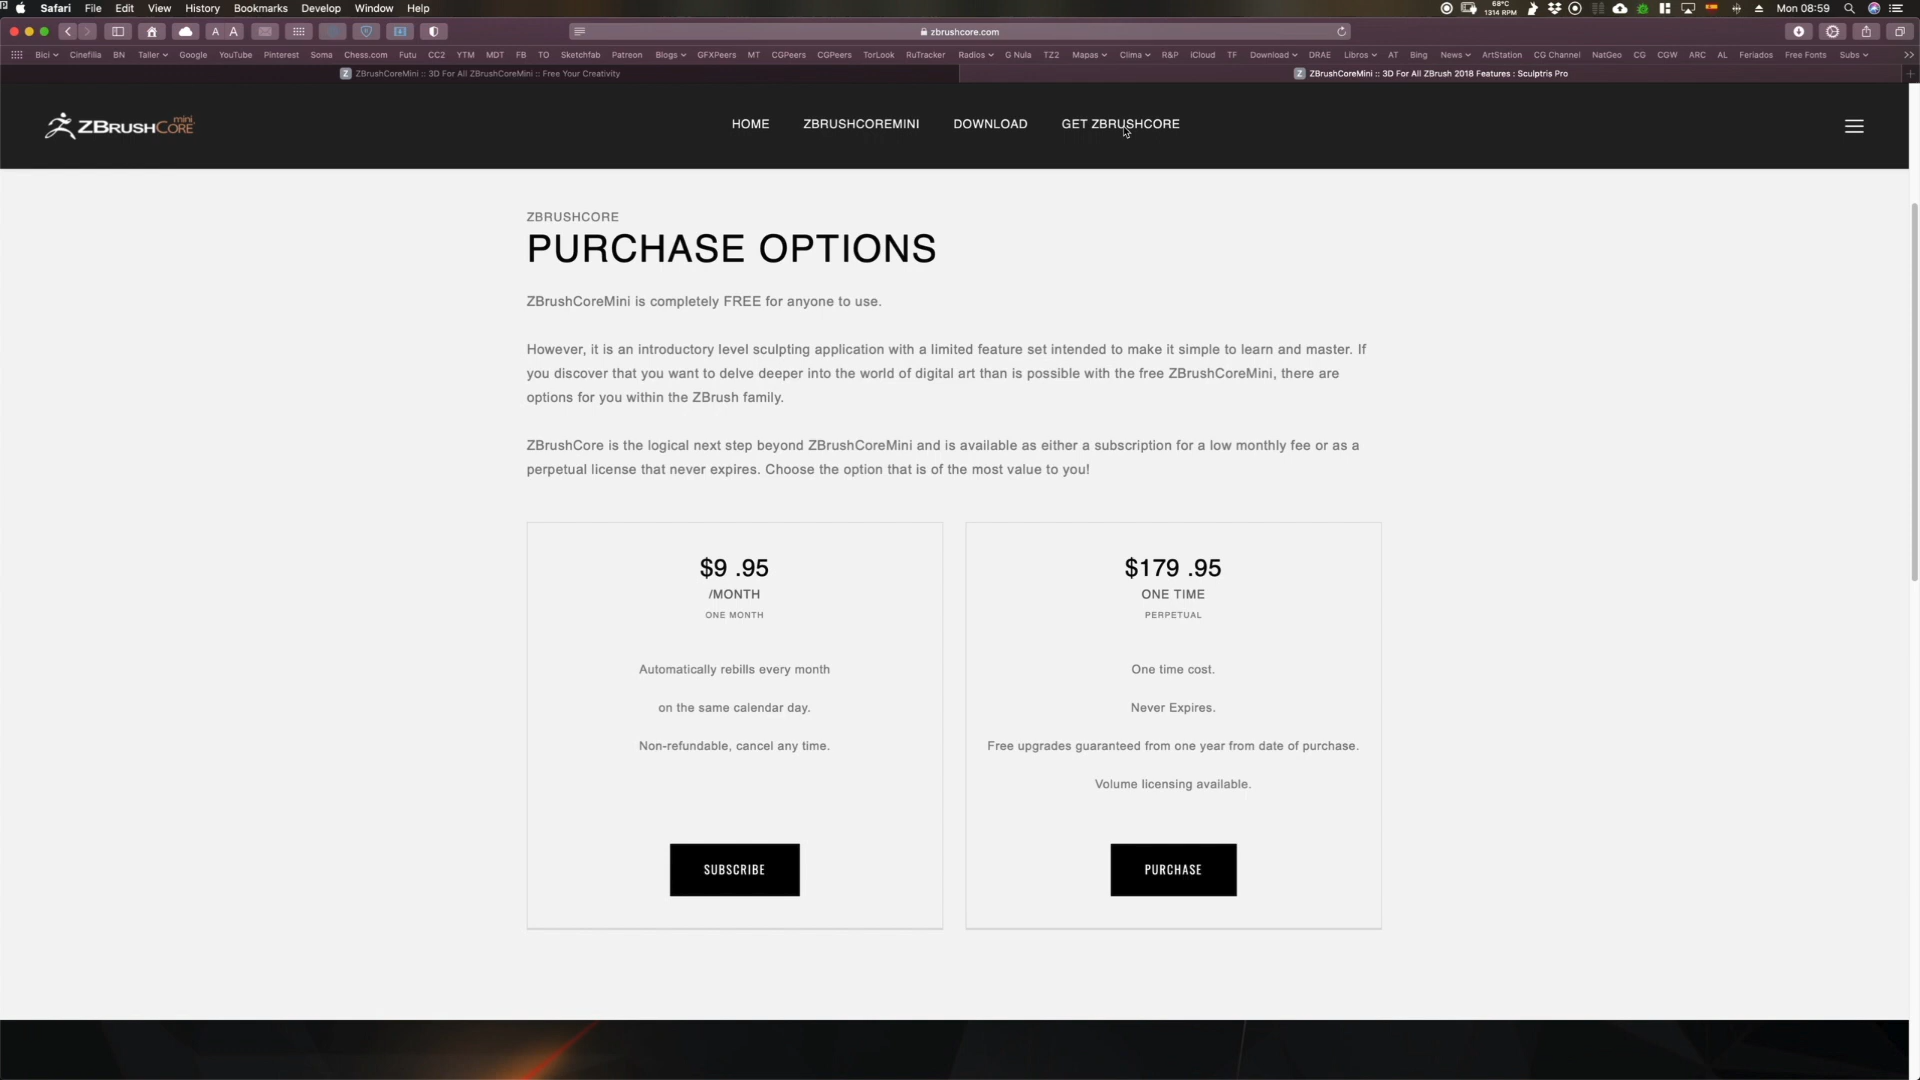 Safari File Edit View History Bookmarks Develop Window Help 68°C 1314 RPM Mon 08:59
A A zbrushcore.com
Bici Cinefilia BN Taller Google YouTube Pinterest Soma Chess.com Futu CC2 YTM MDT FB TO Sketchfab Patreon Blogs GFXPeers MT CGPeers CGPeers TorLook RuTracker Radios G Nula TZ2 Mapas Clima R&P iCloud TF Download DRAE Libros AT Bing News ArtStation CG Channel NatGeo CG CGW ARC AL Feriados Free Fonts Subs
Z ZBrushCoreMini :: 3D For All ZBrushCoreMini :: Free Your Creativity Z ZBrushCoreMini :: 3D For All ZBrush 2018 Features : Sculptris Pro
ZBRUSHCORE mini HOME ZBRUSHCOREMINI DOWNLOAD GET ZBRUSHCORE
ZBRUSHCORE
PURCHASE OPTIONS
ZBrushCoreMini is completely FREE for anyone to use.
However, it is an introductory level sculpting application with a limited feature set intended to make it simple to learn and master. If
you discover that you want to delve deeper into the world of digital art than is possible with the free ZBrushCoreMini, there are
options for you within the ZBrush family.
ZBrushCore is the logical next step beyond ZBrushCoreMini and is available as either a subscription for a low monthly fee or as a
perpetual license that never expires. Choose the option that is of the most value to you!
$9 .95
/MONTH
ONE MONTH
Automatically rebills every month
on the same calendar day.
Non-refundable, cancel any time.
SUBSCRIBE
$179 .95
ONE TIME
PERPETUAL
One time cost.
Never Expires.
Free upgrades guaranteed from one year from date of purchase.
Volume licensing available.
PURCHASE